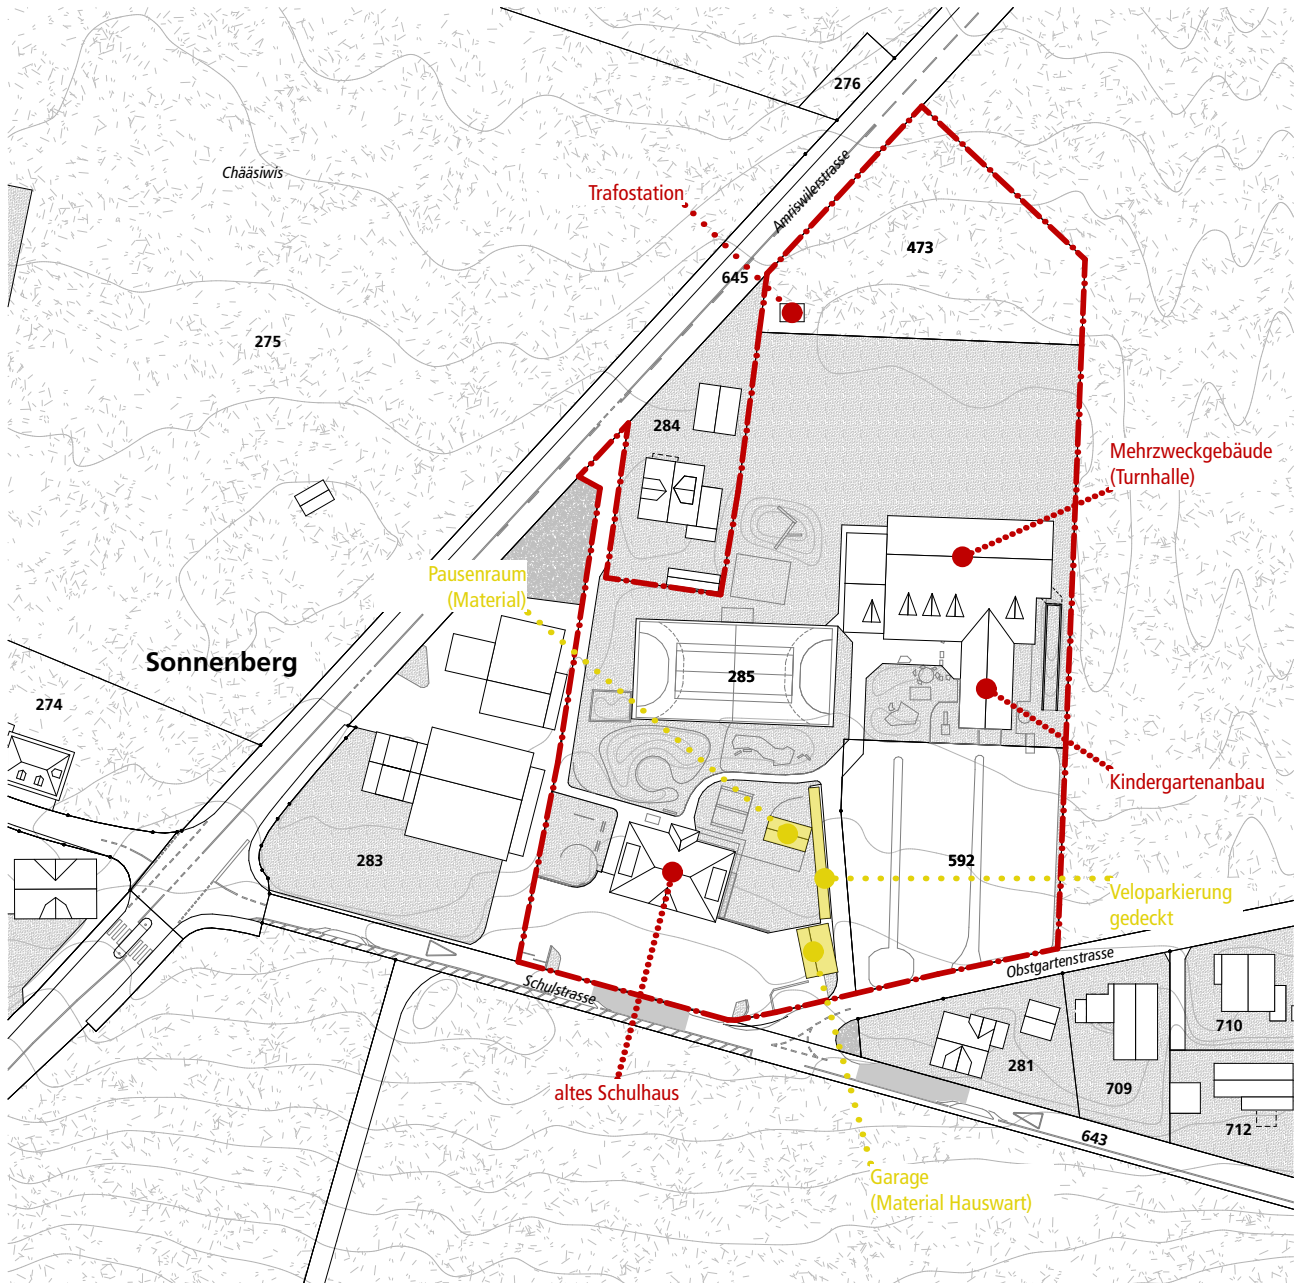 276
Chääsiwis
Amriswilerstrasse
Trafostation
473
645
275
284
Mehrzweckgebäude
(Turnhalle)
Pausenraum
(Material)
Sonnenberg
285
274
Kindergartenanbau
283
592
Veloparkierung
gedeckt
Obstgartenstrasse
Schulstrasse
710
281
709
altes Schulhaus
712
643
Garage
(Material Hauswart)